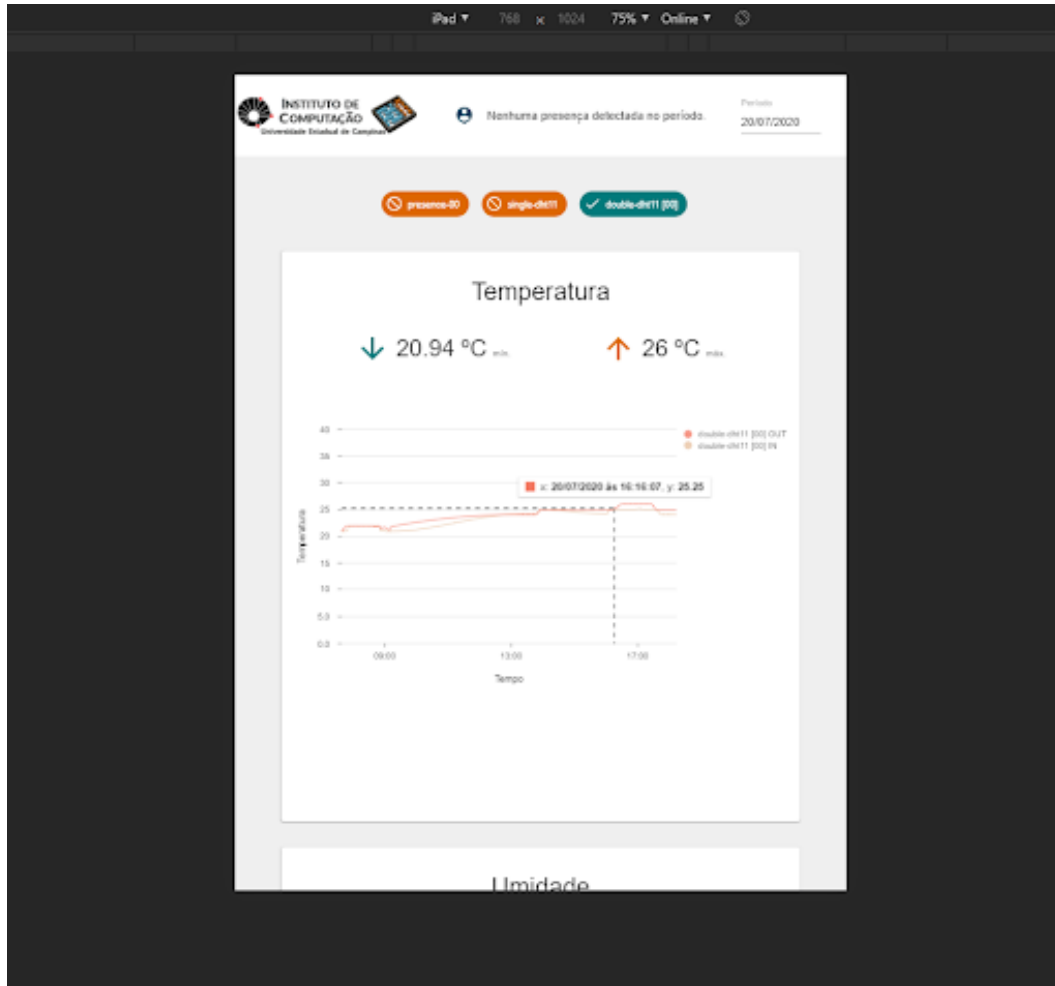 iPad ▼ 768 x 1024 75% ▼ Online ▼
INSTITUTO DE
COMPUTAÇÃO
Universidade Estadual de Campinas
Nenhuma presença detectada no período.
Período
20/07/2020
presenca-00 single-dht11 double-dht11 [00]
Temperatura
20.94 ºC mín. 26 ºC máx.
double-dht11 [00] OUT
double-dht11 [00] IN
x: 20/07/2020 às 16:16:07, y: 25.25
40
35
30
25
20
15
10
5.0
0.0
Temperatura
09:00 13:00 17:00
Tempo
Umidade